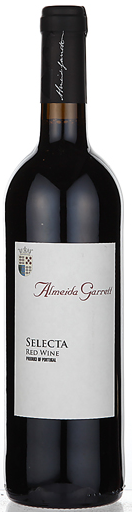 Almeida Garrett
SELECTA
RED WINE
PRODUCE OF PORTUGAL